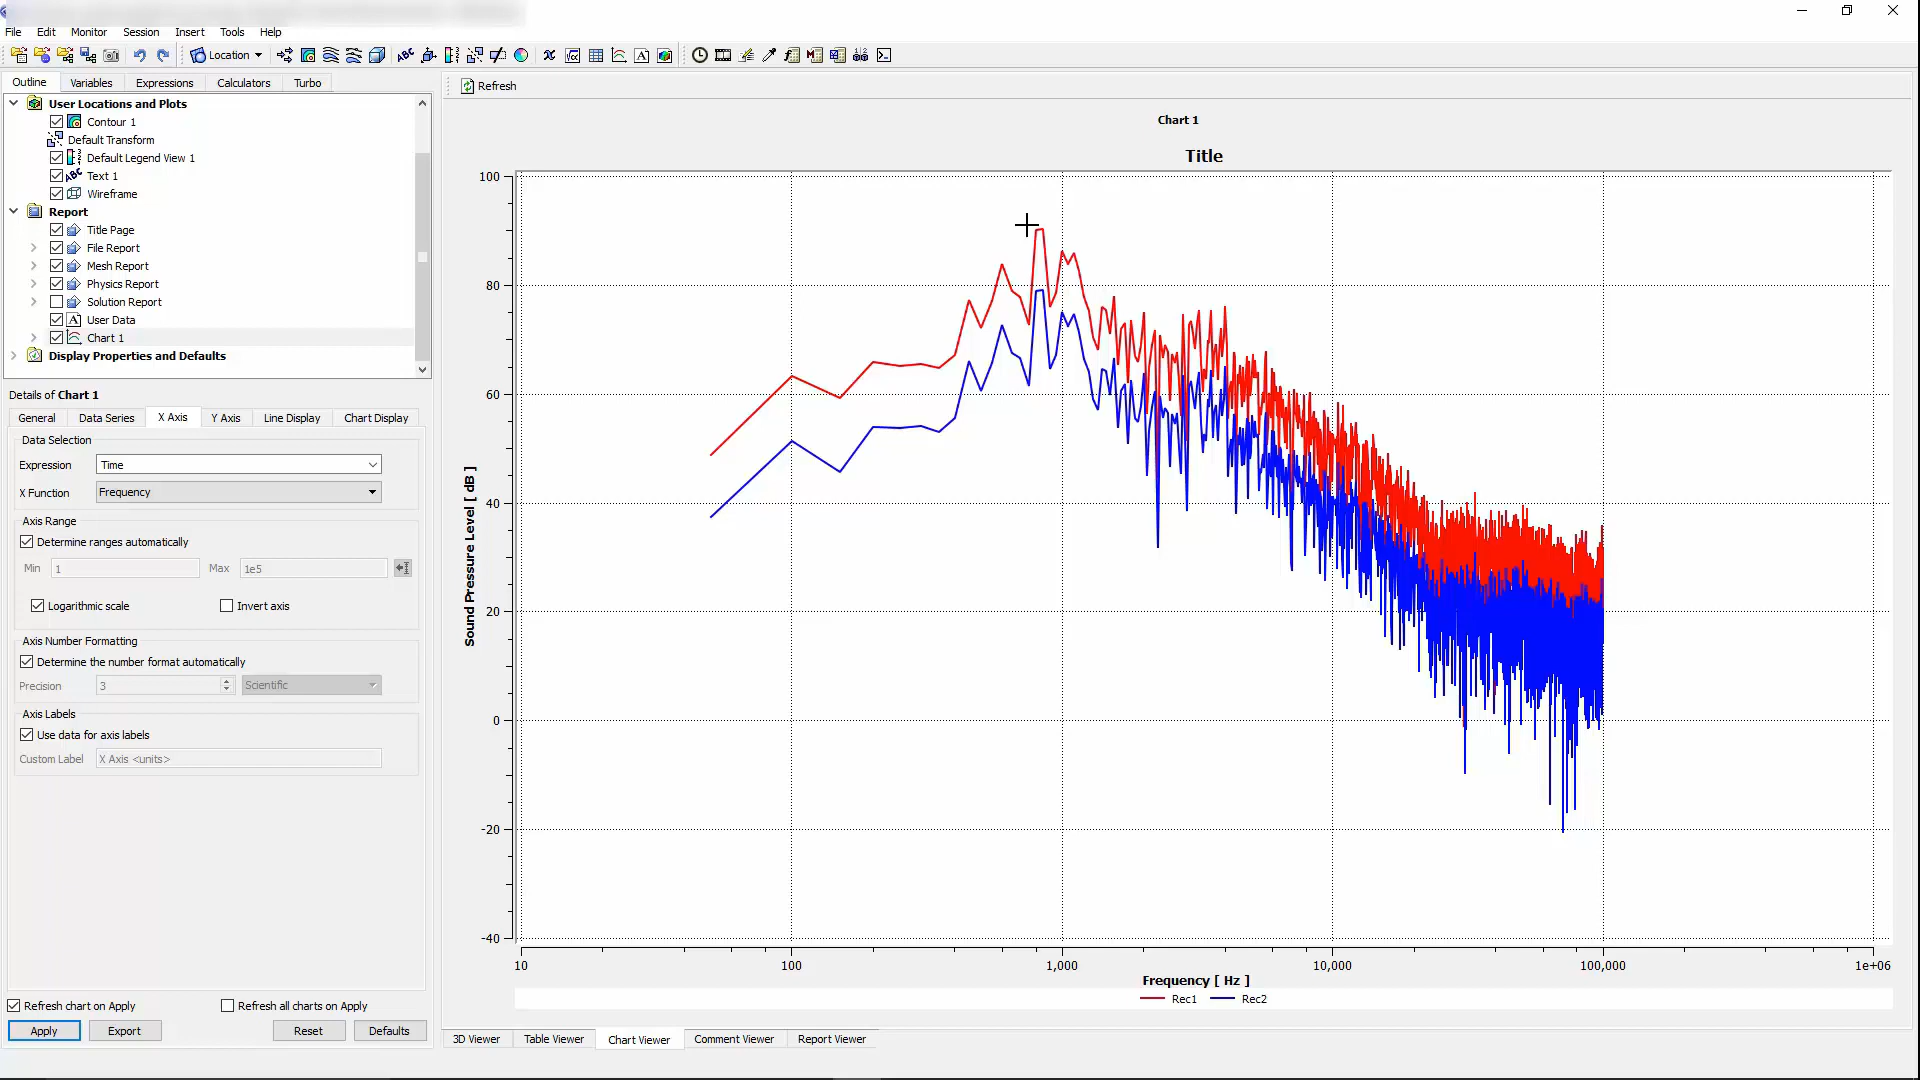 File Edit Monitor Session Insert Tools Help
Location
Outline Variables Expressions Calculators Turbo
User Locations and Plots
Contour 1
Default Transform
Default Legend View 1
Text 1
Wireframe
Report
Title Page
File Report
Mesh Report
Physics Report
Solution Report
User Data
Chart 1
Display Properties and Defaults
Details of Chart 1
General Data Series X Axis Y Axis Line Display Chart Display
Data Selection
Expression Time
X Function Frequency
Axis Range
Determine ranges automatically
Min 1 Max 1e5
Logarithmic scale Invert axis
Axis Number Formatting
Determine the number format automatically
Precision 3 Scientific
Axis Labels
Use data for axis labels
Custom Label X Axis <units>
Refresh chart on Apply Refresh all charts on Apply
Apply Export Reset Defaults
Refresh
Chart 1
Title
100
80
60
40
20
0
-20
-40
Sound Pressure Level [ dB ]
10 100 1,000 10,000 100,000 1e+06
Frequency [ Hz ]
Rec1 Rec2
3D Viewer Table Viewer Chart Viewer Comment Viewer Report Viewer